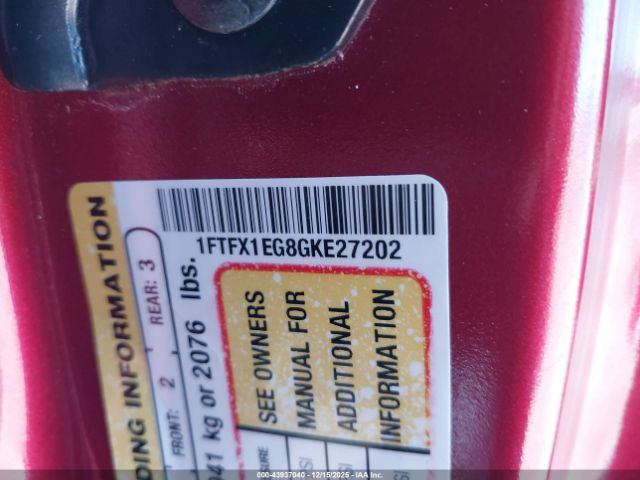 1FTFX1EG8GKE27202
DING INFORMATION
FRONT: 2 REAR: 3
941 kg or 2076 lbs.
SEE OWNERS
MANUAL FOR
ADDITIONAL
INFORMATION
000-43937040 - 12/15/2025 - IAA Inc.